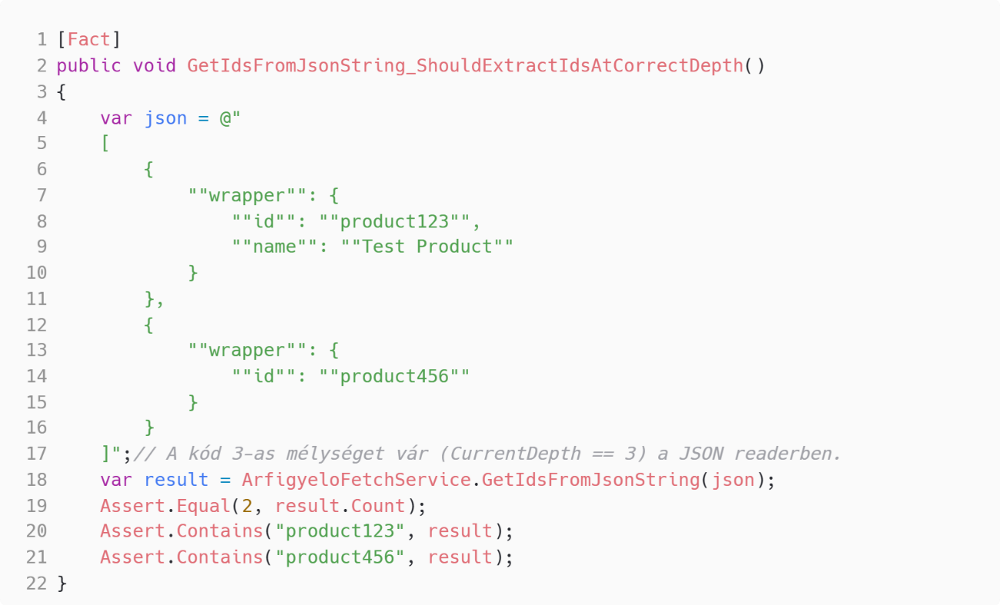 1 [Fact]
2 public void GetIdsFromJsonString_ShouldExtractIdsAtCorrectDepth()
3 {
4     var json = @"
5     [
6         {
7             ""wrapper"": {
8                 ""id"": ""product123"",
9                 ""name"": ""Test Product""
10             }
11         },
12         {
13             ""wrapper"": {
14                 ""id"": ""product456""
15             }
16         }
17     ]";// A kód 3-as mélységet vár (CurrentDepth == 3) a JSON readerben.
18     var result = ArfigyeloFetchService.GetIdsFromJsonString(json);
19     Assert.Equal(2, result.Count);
20     Assert.Contains("product123", result);
21     Assert.Contains("product456", result);
22 }